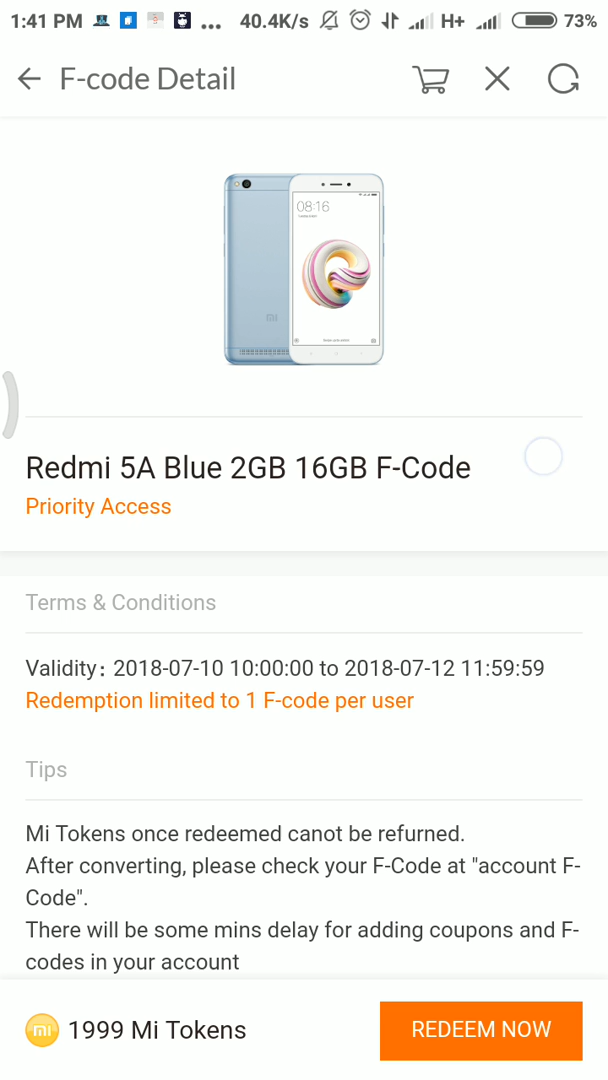 1:41 PM ... 40.4K/s H+ 73%
F-code Detail
08:16
mi
Redmi 5A Blue 2GB 16GB F-Code
Priority Access
Terms & Conditions
Validity: 2018-07-10 10:00:00 to 2018-07-12 11:59:59
Redemption limited to 1 F-code per user
Tips
Mi Tokens once redeemed canot be refurned.
After converting, please check your F-Code at "account F-
Code".
There will be some mins delay for adding coupons and F-
codes in your account
mi 1999 Mi Tokens REDEEM NOW